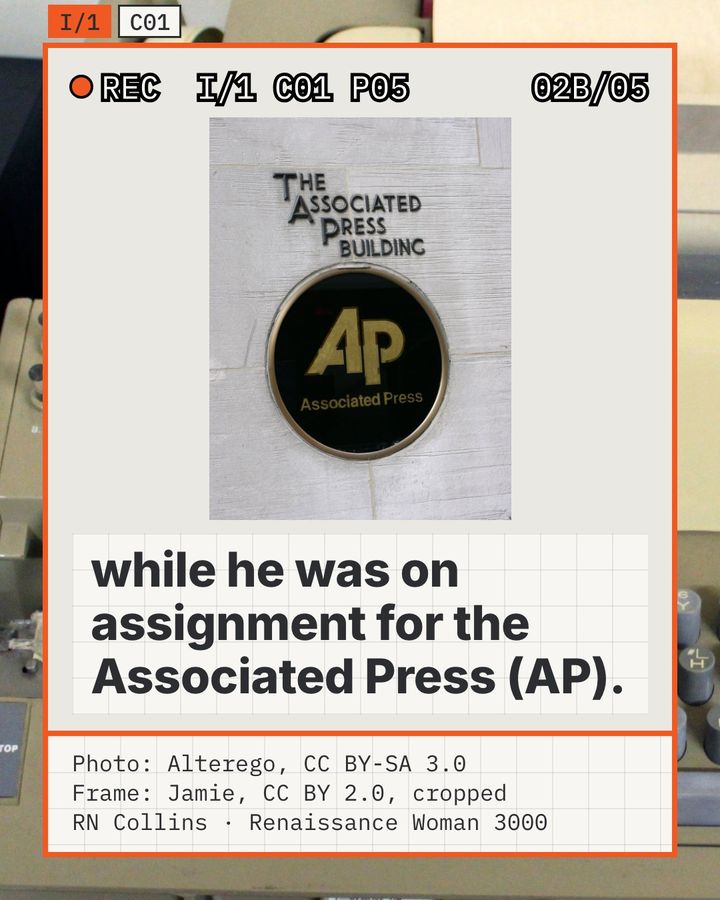 I/1 C01
REC I/1 C01 P05 02B/05
THE
ASSOCIATED
PRESS
BUILDING
AP
Associated Press
while he was on
assignment for the
Associated Press (AP).
Photo: Alterego, CC BY-SA 3.0
Frame: Jamie, CC BY 2.0, cropped
RN Collins · Renaissance Woman 3000
TOP